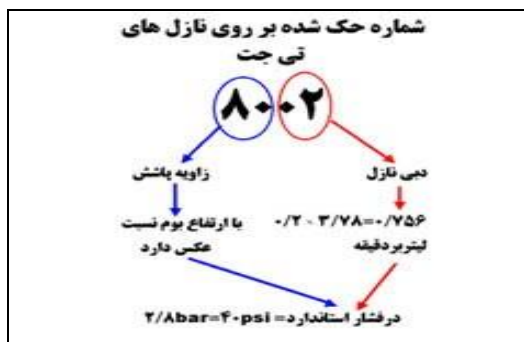 شماره حک شده بر روی نازل های
تی جت
۸۰۰۲
زاویه پاشش
دبی نازل
با ارتفاع بوم نسبت
عکس دارد
۰/۲ - ۳/۷۸=۰/۷۵۶
لیتربردقیقه
درفشار استاندارد= ۲/۸bar=۴۰psi